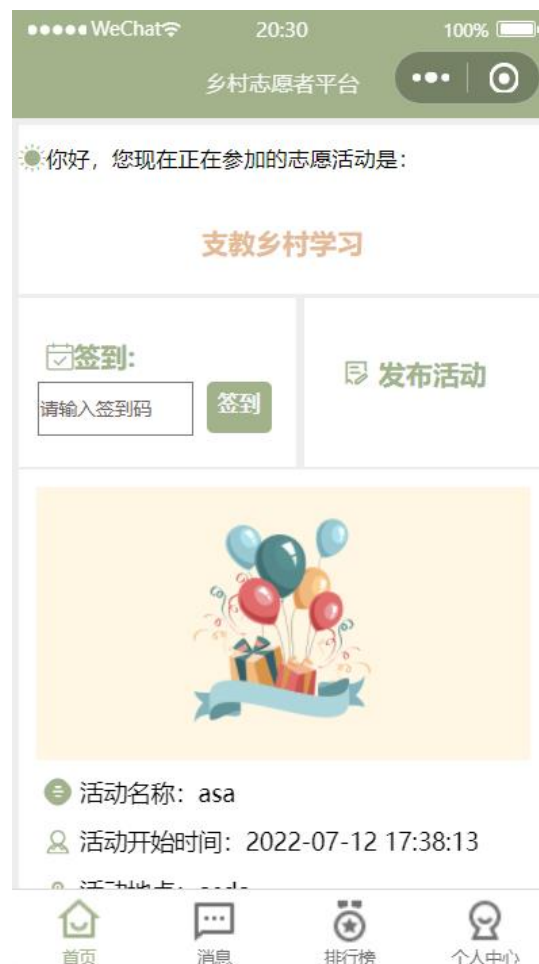 WeChat 20:30 100%
乡村志愿者平台
你好，您现在正在参加的志愿活动是：
支教乡村学习
签到:
请输入签到码 签到
发布活动
活动名称：asa
活动开始时间：2022-07-12 17:38:13
首页 消息 排行榜 个人中心